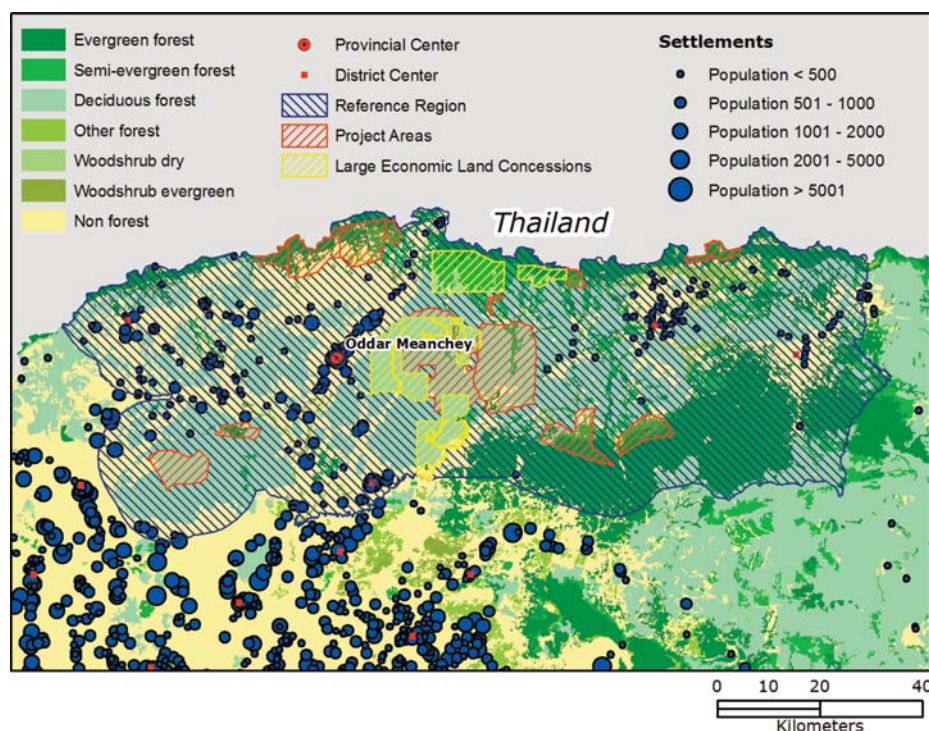 Evergreen forest
Semi-evergreen forest
Deciduous forest
Other forest
Woodshrub dry
Woodshrub evergreen
Non forest
Provincial Center
District Center
Reference Region
Project Areas
Large Economic Land Concessions
Settlements
Population < 500
Population 501 - 1000
Population 1001 - 2000
Population 2001 - 5000
Population > 5001
Thailand
Oddar Meanchey
0 10 20 40
Kilometers